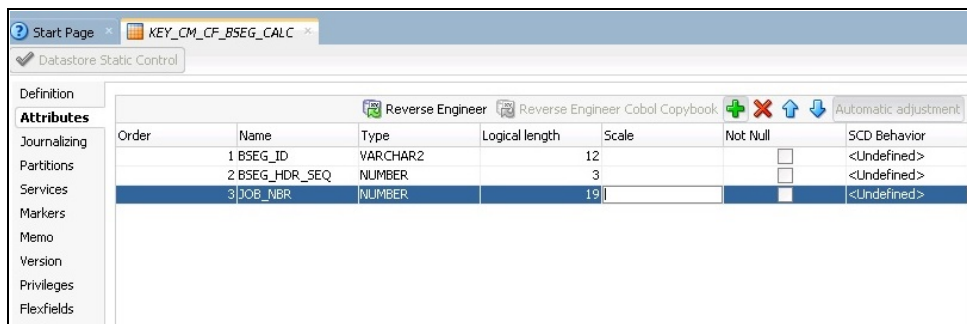 Start Page KEY_CM_CF_BSEG_CALC
Datastore Static Control
Definition
Attributes
Journalizing
Partitions
Services
Markers
Memo
Version
Privileges
Flexfields
Reverse Engineer Reverse Engineer Cobol Copybook Automatic adjustment
Order Name Type Logical length Scale Not Null SCD Behavior
1 BSEG_ID VARCHAR2 12 <Undefined>
2 BSEG_HDR_SEQ NUMBER 3 <Undefined>
3 JOB_NBR NUMBER 19 <Undefined>